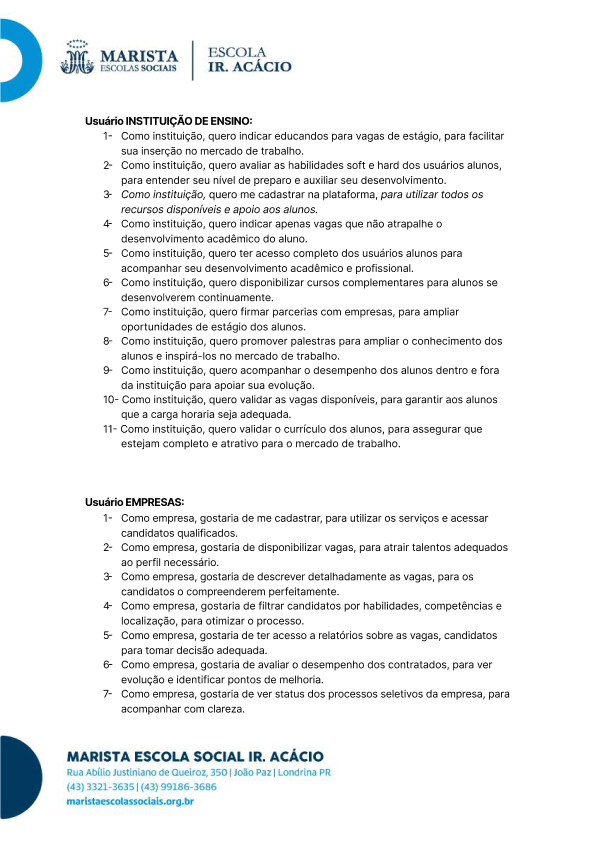 MARISTA
ESCOLAS SOCIAIS
ESCOLA
IR. ACÁCIO
Usuário INSTITUIÇÃO DE ENSINO:
1- Como instituição, quero indicar educandos para vagas de estágio, para facilitar
sua inserção no mercado de trabalho.
2- Como instituição, quero avaliar as habilidades soft e hard dos usuários alunos,
para entender seu nível de preparo e auxiliar seu desenvolvimento.
3- Como instituição, quero me cadastrar na plataforma, para utilizar todos os
recursos disponíveis e apoio aos alunos.
4- Como instituição, quero indicar apenas vagas que não atrapalhe o
desenvolvimento acadêmico do aluno.
5- Como instituição, quero ter acesso completo dos usuários alunos para
acompanhar seu desenvolvimento acadêmico e profissional.
6- Como instituição, quero disponibilizar cursos complementares para alunos se
desenvolverem continuamente.
7- Como instituição, quero firmar parcerias com empresas, para ampliar
oportunidades de estágio dos alunos.
8- Como instituição, quero promover palestras para ampliar o conhecimento dos
alunos e inspirá-los no mercado de trabalho.
9- Como instituição, quero acompanhar o desempenho dos alunos dentro e fora
da instituição para apoiar sua evolução.
10- Como instituição, quero validar as vagas disponíveis, para garantir aos alunos
que a carga horaria seja adequada.
11- Como instituição, quero validar o currículo dos alunos, para assegurar que
estejam completo e atrativo para o mercado de trabalho.
Usuário EMPRESAS:
1- Como empresa, gostaria de me cadastrar, para utilizar os serviços e acessar
candidatos qualificados.
2- Como empresa, gostaria de disponibilizar vagas, para atrair talentos adequados
ao perfil necessário.
3- Como empresa, gostaria de descrever detalhadamente as vagas, para os
candidatos o compreenderem perfeitamente.
4- Como empresa, gostaria de filtrar candidatos por habilidades, competências e
localização, para otimizar o processo.
5- Como empresa, gostaria de ter acesso a relatórios sobre as vagas, candidatos
para tomar decisão adequada.
6- Como empresa, gostaria de avaliar o desempenho dos contratados, para ver
evolução e identificar pontos de melhoria.
7- Como empresa, gostaria de ver status dos processos seletivos da empresa, para
acompanhar com clareza.
MARISTA ESCOLA SOCIAL IR. ACÁCIO
Rua Abílio Justiniano de Queiroz, 350 | João Paz | Londrina PR
(43) 3321-3635 | (43) 99186-3686
maristaescolassociais.org.br